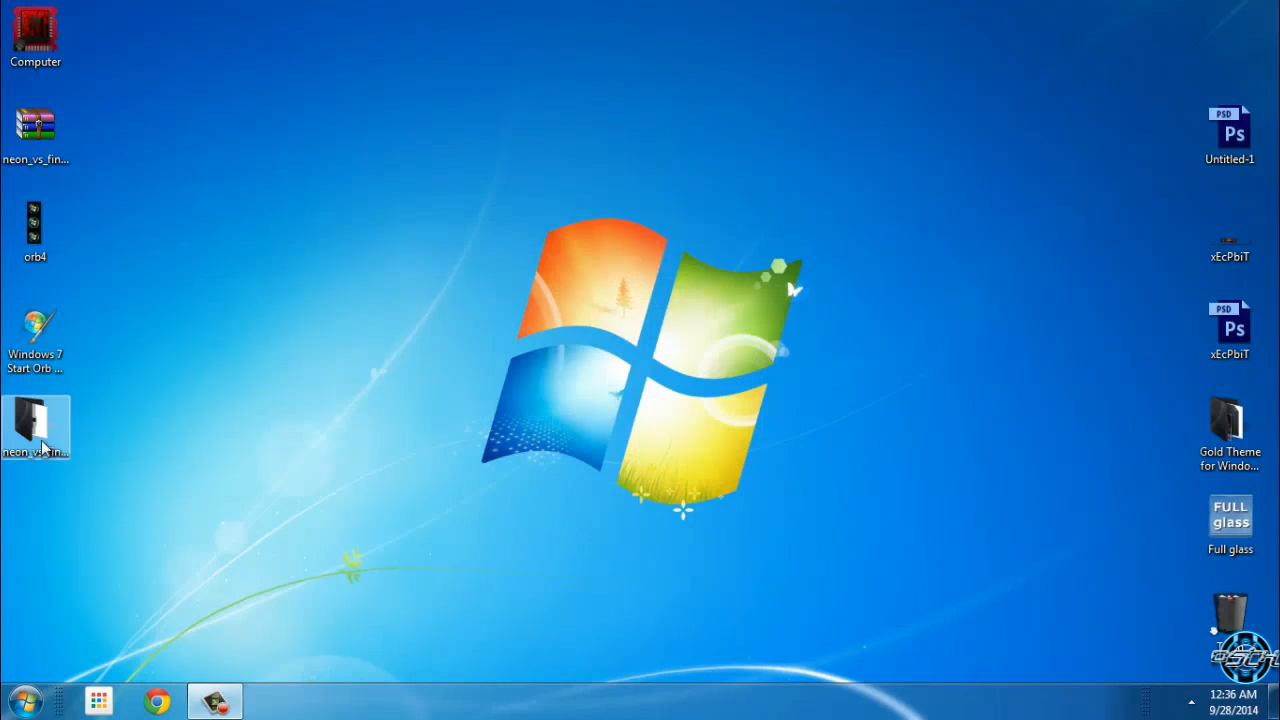 Computer
neon_vs_fin...
orb4
Windows 7
Start Orb ...
neon_vs_fin...
PSD
Ps
Untitled-1
xEcPbiT
PSD
Ps
xEcPbiT
Gold Theme
for Windo...
FULL
glass
Full glass
12:36 AM
9/28/2014